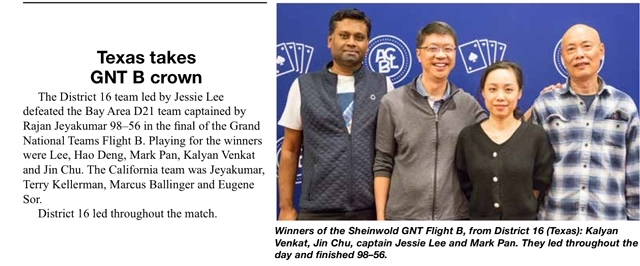 Texas takes
GNT B crown
The District 16 team led by Jessie Lee
defeated the Bay Area D21 team captained by
Rajan Jeyakumar 98–56 in the final of the Grand
National Teams Flight B. Playing for the winners
were Lee, Hao Deng, Mark Pan, Kalyan Venkat
and Jin Chu. The California team was Jeyakumar,
Terry Kellerman, Marcus Ballinger and Eugene
Sor.
District 16 led throughout the match.
ACBL
Winners of the Sheinwold GNT Flight B, from District 16 (Texas): Kalyan
Venkat, Jin Chu, captain Jessie Lee and Mark Pan. They led throughout the
day and finished 98–56.